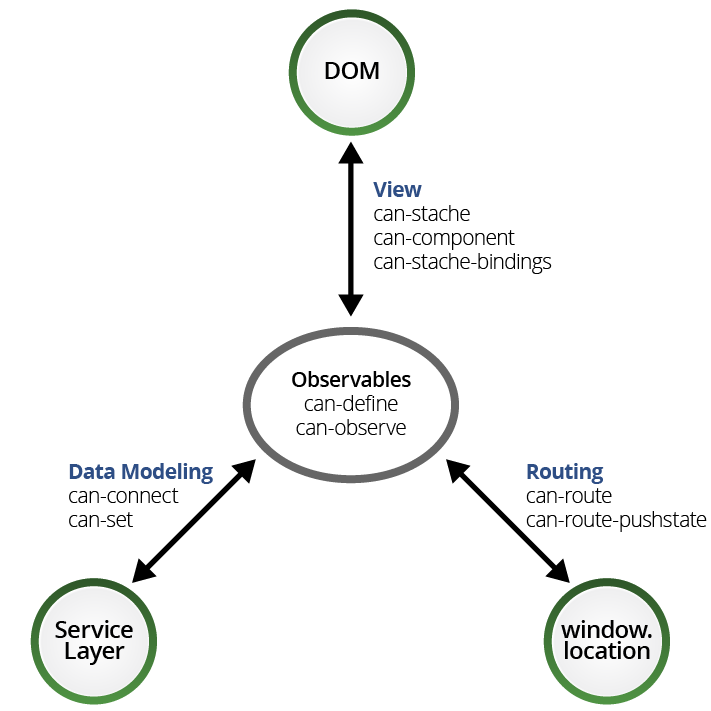 DOM
View
can-stache
can-component
can-stache-bindings
Observables
can-define
can-observe
Data Modeling
can-connect
can-set
Routing
can-route
can-route-pushstate
Service
Layer
window.
location